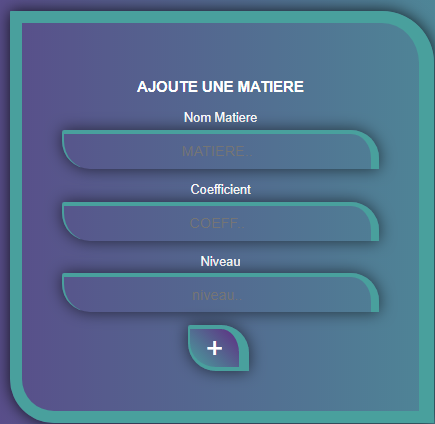 AJOUTE UNE MATIERE
Nom Matiere
MATIERE..
Coefficient
COEFF...
Niveau
niveau..
+